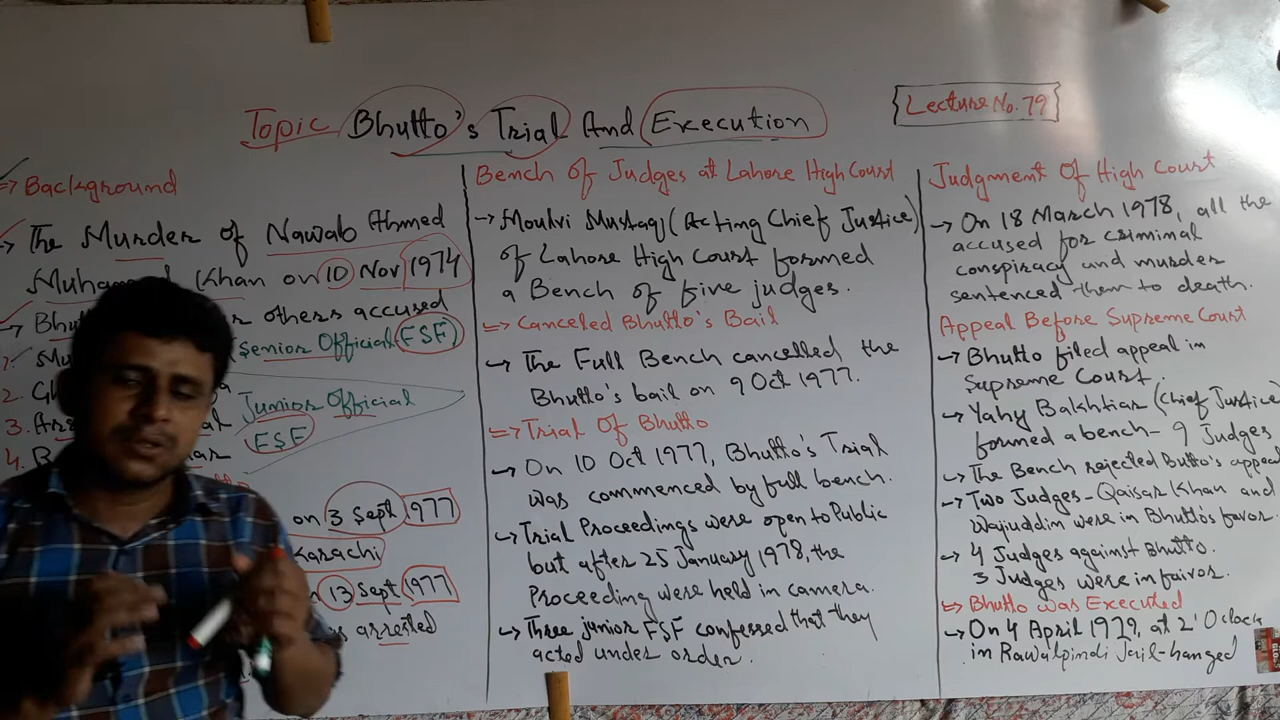 Topic Bhutto's Trial And Execution
Lecture No. 79
=> Background
→ The Murder of Nawab Ahmed
Muhammad Khan on 10 Nov 1974
→ Bhutto others accused
(Senior Official FSF)
2.
3.
Junior Official
FSF
4.
on 3 Sept 1977
Karachi
13 Sept 1977
arrested
Bench Of Judges at Lahore High Court
→ Moulvi Mustaq (Acting Chief Justice)
of Lahore High Court formed
a Bench of five judges.
=> Canceled Bhutto's Bail
→ The Full Bench cancelled the
Bhutto's bail on 9 Oct 1977.
=> Trial Of Bhutto
→ On 10 Oct 1977, Bhutto's Trial
was commenced by full bench.
→ Trial Proceedings were open to Public
but after 25 January 1978, the
Proceeding were held in camera.
→ Three junior FSF confessed that they
acted under order.
Judgment Of High Court
→ On 18 March 1978, all the
accused for criminal
conspiracy and murder
sentenced them to death.
Appeal Before Supreme Court
→ Bhutto filed appeal in
Supreme Court.
→ Yahy Bakhtiar (Chief Justice)
formed a bench - 9 Judges
→ The Bench rejected Butto's appeal
→ Two Judges - Qaisar Khan and
Wajuddin were in Bhutto's favor.
→ 4 Judges against Bhutto.
3 Judges were in faivor.
=> Bhutto was Executed
→ On 4 April 1979, at 2'O'clock
in Rawalpindi Jail-hanged